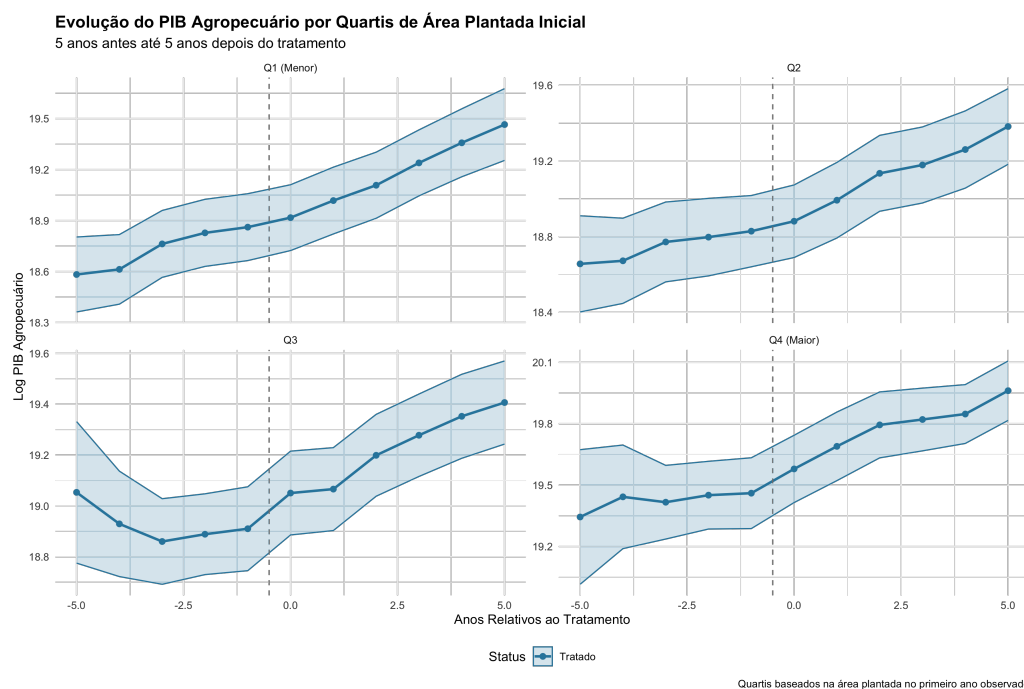 Evolução do PIB Agropecuário por Quartis de Área Plantada Inicial
5 anos antes até 5 anos depois do tratamento
Q1 (Menor)
19.5
19.2
18.9
18.6
18.3
Q2
19.6
19.2
18.8
18.4
Log PIB Agropecuário
Q3
19.6
19.4
19.2
19.0
18.8
-5.0 -2.5 0.0 2.5 5.0
Q4 (Maior)
20.1
19.8
19.5
19.2
-5.0 -2.5 0.0 2.5 5.0
Anos Relativos ao Tratamento
Status Tratado
Quartis baseados na área plantada no primeiro ano observad